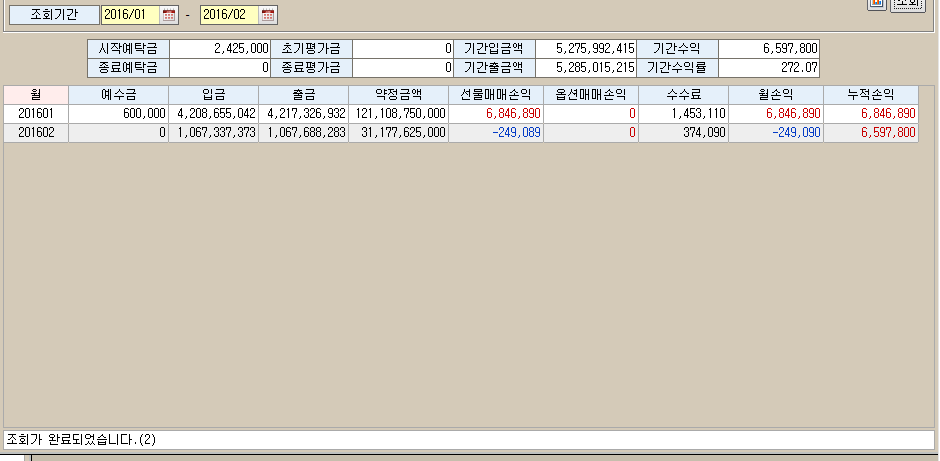 조회기간 2016/01 - 2016/02 조회
시작예탁금 2,425,000 초기평가금 0 기간입금액 5,275,992,415 기간수익 6,597,800
종료예탁금 0 종료평가금 0 기간출금액 5,285,015,215 기간수익률 272.07
월 예수금 입금 출금 약정금액 선물매매손익 옵션매매손익 수수료 월손익 누적손익
201601 600,000 4,208,655,042 4,217,326,932 121,108,750,000 6,846,890 0 1,453,110 6,846,890 6,846,890
201602 0 1,067,337,373 1,067,688,283 31,177,625,000 -249,089 0 374,090 -249,090 6,597,800
조회가 완료되었습니다.(2)